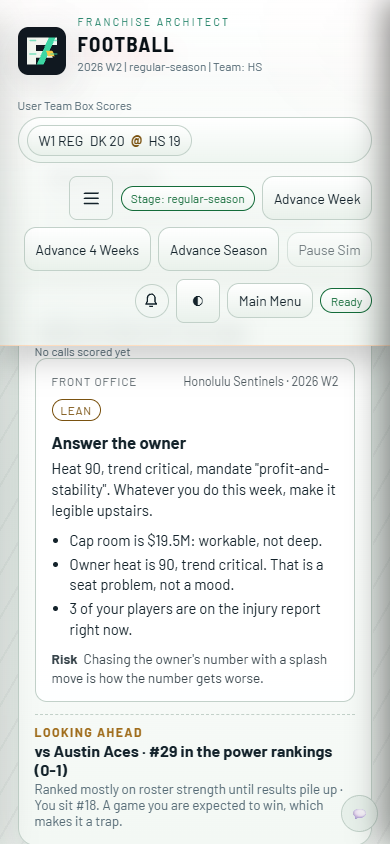 FRANCHISE ARCHITECT
FOOTBALL
2026 W2 | regular-season | Team: HS
User Team Box Scores
W1 REG DK 20 @ HS 19
Stage: regular-season
Advance Week
Advance 4 Weeks
Advance Season
Pause Sim
Main Menu
Ready
No calls scored yet
FRONT OFFICE
Honolulu Sentinels · 2026 W2
LEAN
Answer the owner
Heat 90, trend critical, mandate "profit-and-
stability". Whatever you do this week, make it
legible upstairs.
• Cap room is $19.5M: workable, not deep.
• Owner heat is 90, trend critical. That is a
seat problem, not a mood.
• 3 of your players are on the injury report
right now.
Risk Chasing the owner's number with a splash
move is how the number gets worse.
LOOKING AHEAD
vs Austin Aces · #29 in the power rankings
(0-1)
Ranked mostly on roster strength until results pile up ·
You sit #18. A game you are expected to win, which
makes it a trap.